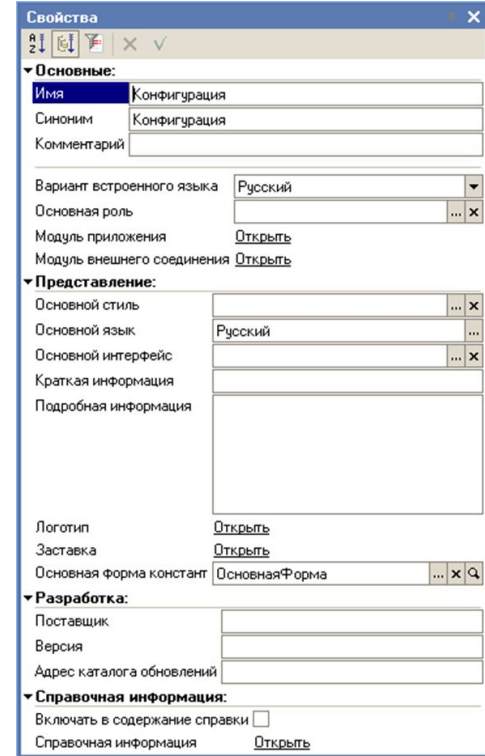 Свойства
Основные:
Имя Конфигурация
Синоним Конфигурация
Комментарий
Вариант встроенного языка Русский
Основная роль ...
Модуль приложения Открыть
Модуль внешнего соединения Открыть
Представление:
Основной стиль ...
Основной язык Русский ...
Основной интерфейс ...
Краткая информация
Подробная информация
Логотип Открыть
Заставка Открыть
Основная форма констант ОсновнаяФорма ...
Разработка:
Поставщик
Версия
Адрес каталога обновлений
Справочная информация:
Включать в содержание справки
Справочная информация Открыть